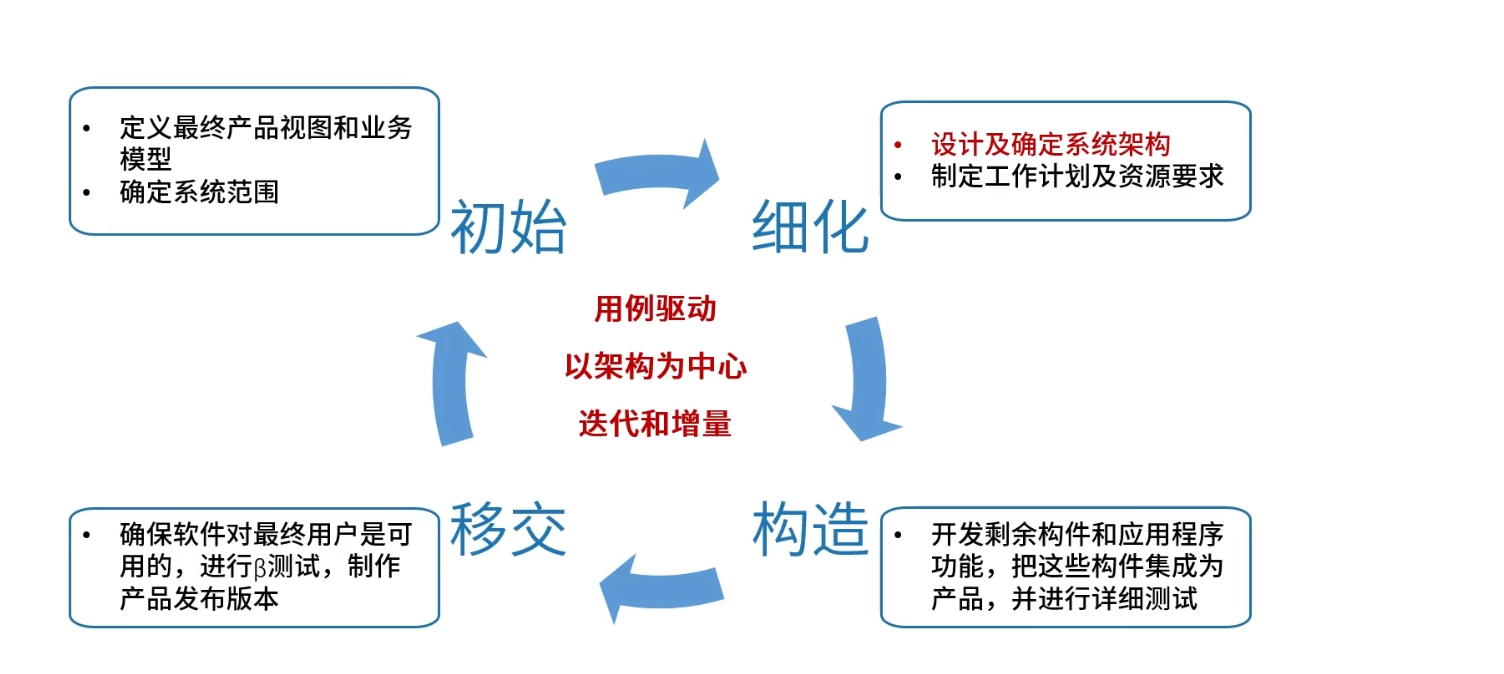 • 定义最终产品视图和业务
模型
• 确定系统范围
初始
细化
• 设计及确定系统架构
• 制定工作计划及资源要求
用例驱动
以架构为中心
迭代和增量
移交
• 确保软件对最终用户是可
用的，进行β测试，制作
产品发布版本
构造
• 开发剩余构件和应用程序
功能，把这些构件集成为
产品，并进行详细测试